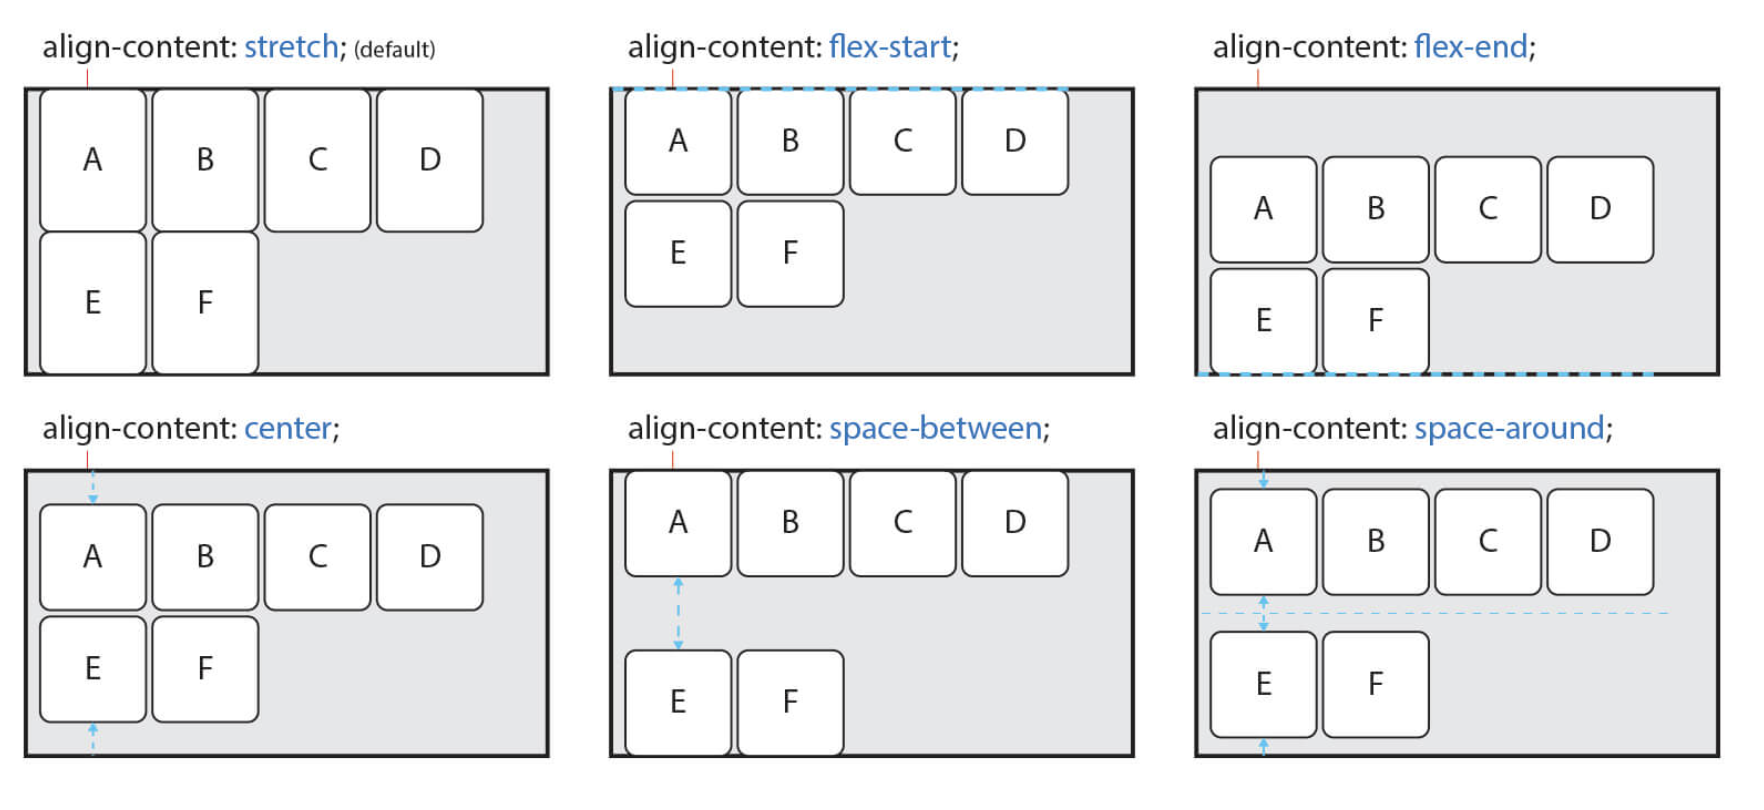 align-content: stretch; (default)
A B C D
E F
align-content: flex-start;
A B C D
E F
align-content: flex-end;
A B C D
E F
align-content: center;
A B C D
E F
align-content: space-between;
A B C D
E F
align-content: space-around;
A B C D
E F